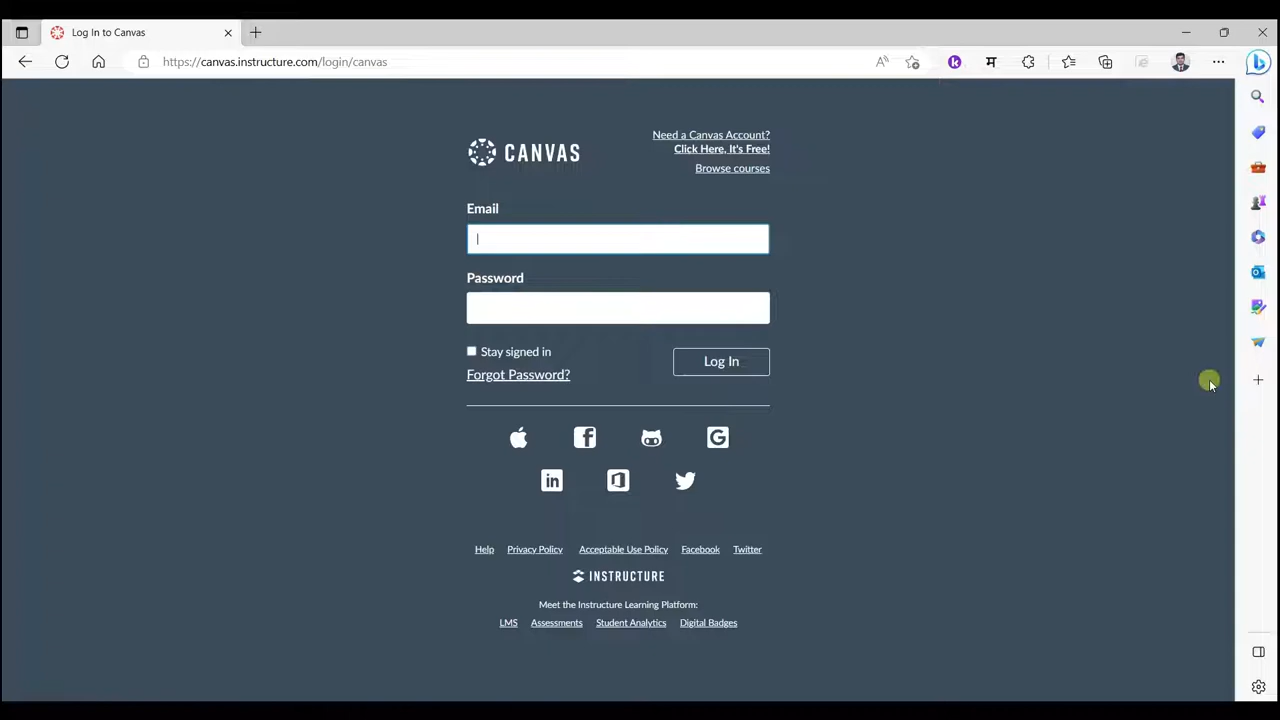 Log In to Canvas
https://canvas.instructure.com/login/canvas
Need a Canvas Account?
Click Here, It's Free!
CANVAS
Browse courses
Email
Password
Stay signed in
Log In
Forgot Password?
Help Privacy Policy Acceptable Use Policy Facebook Twitter
INSTRUCTURE
Meet the Instructure Learning Platform:
LMS Assessments Student Analytics Digital Badges